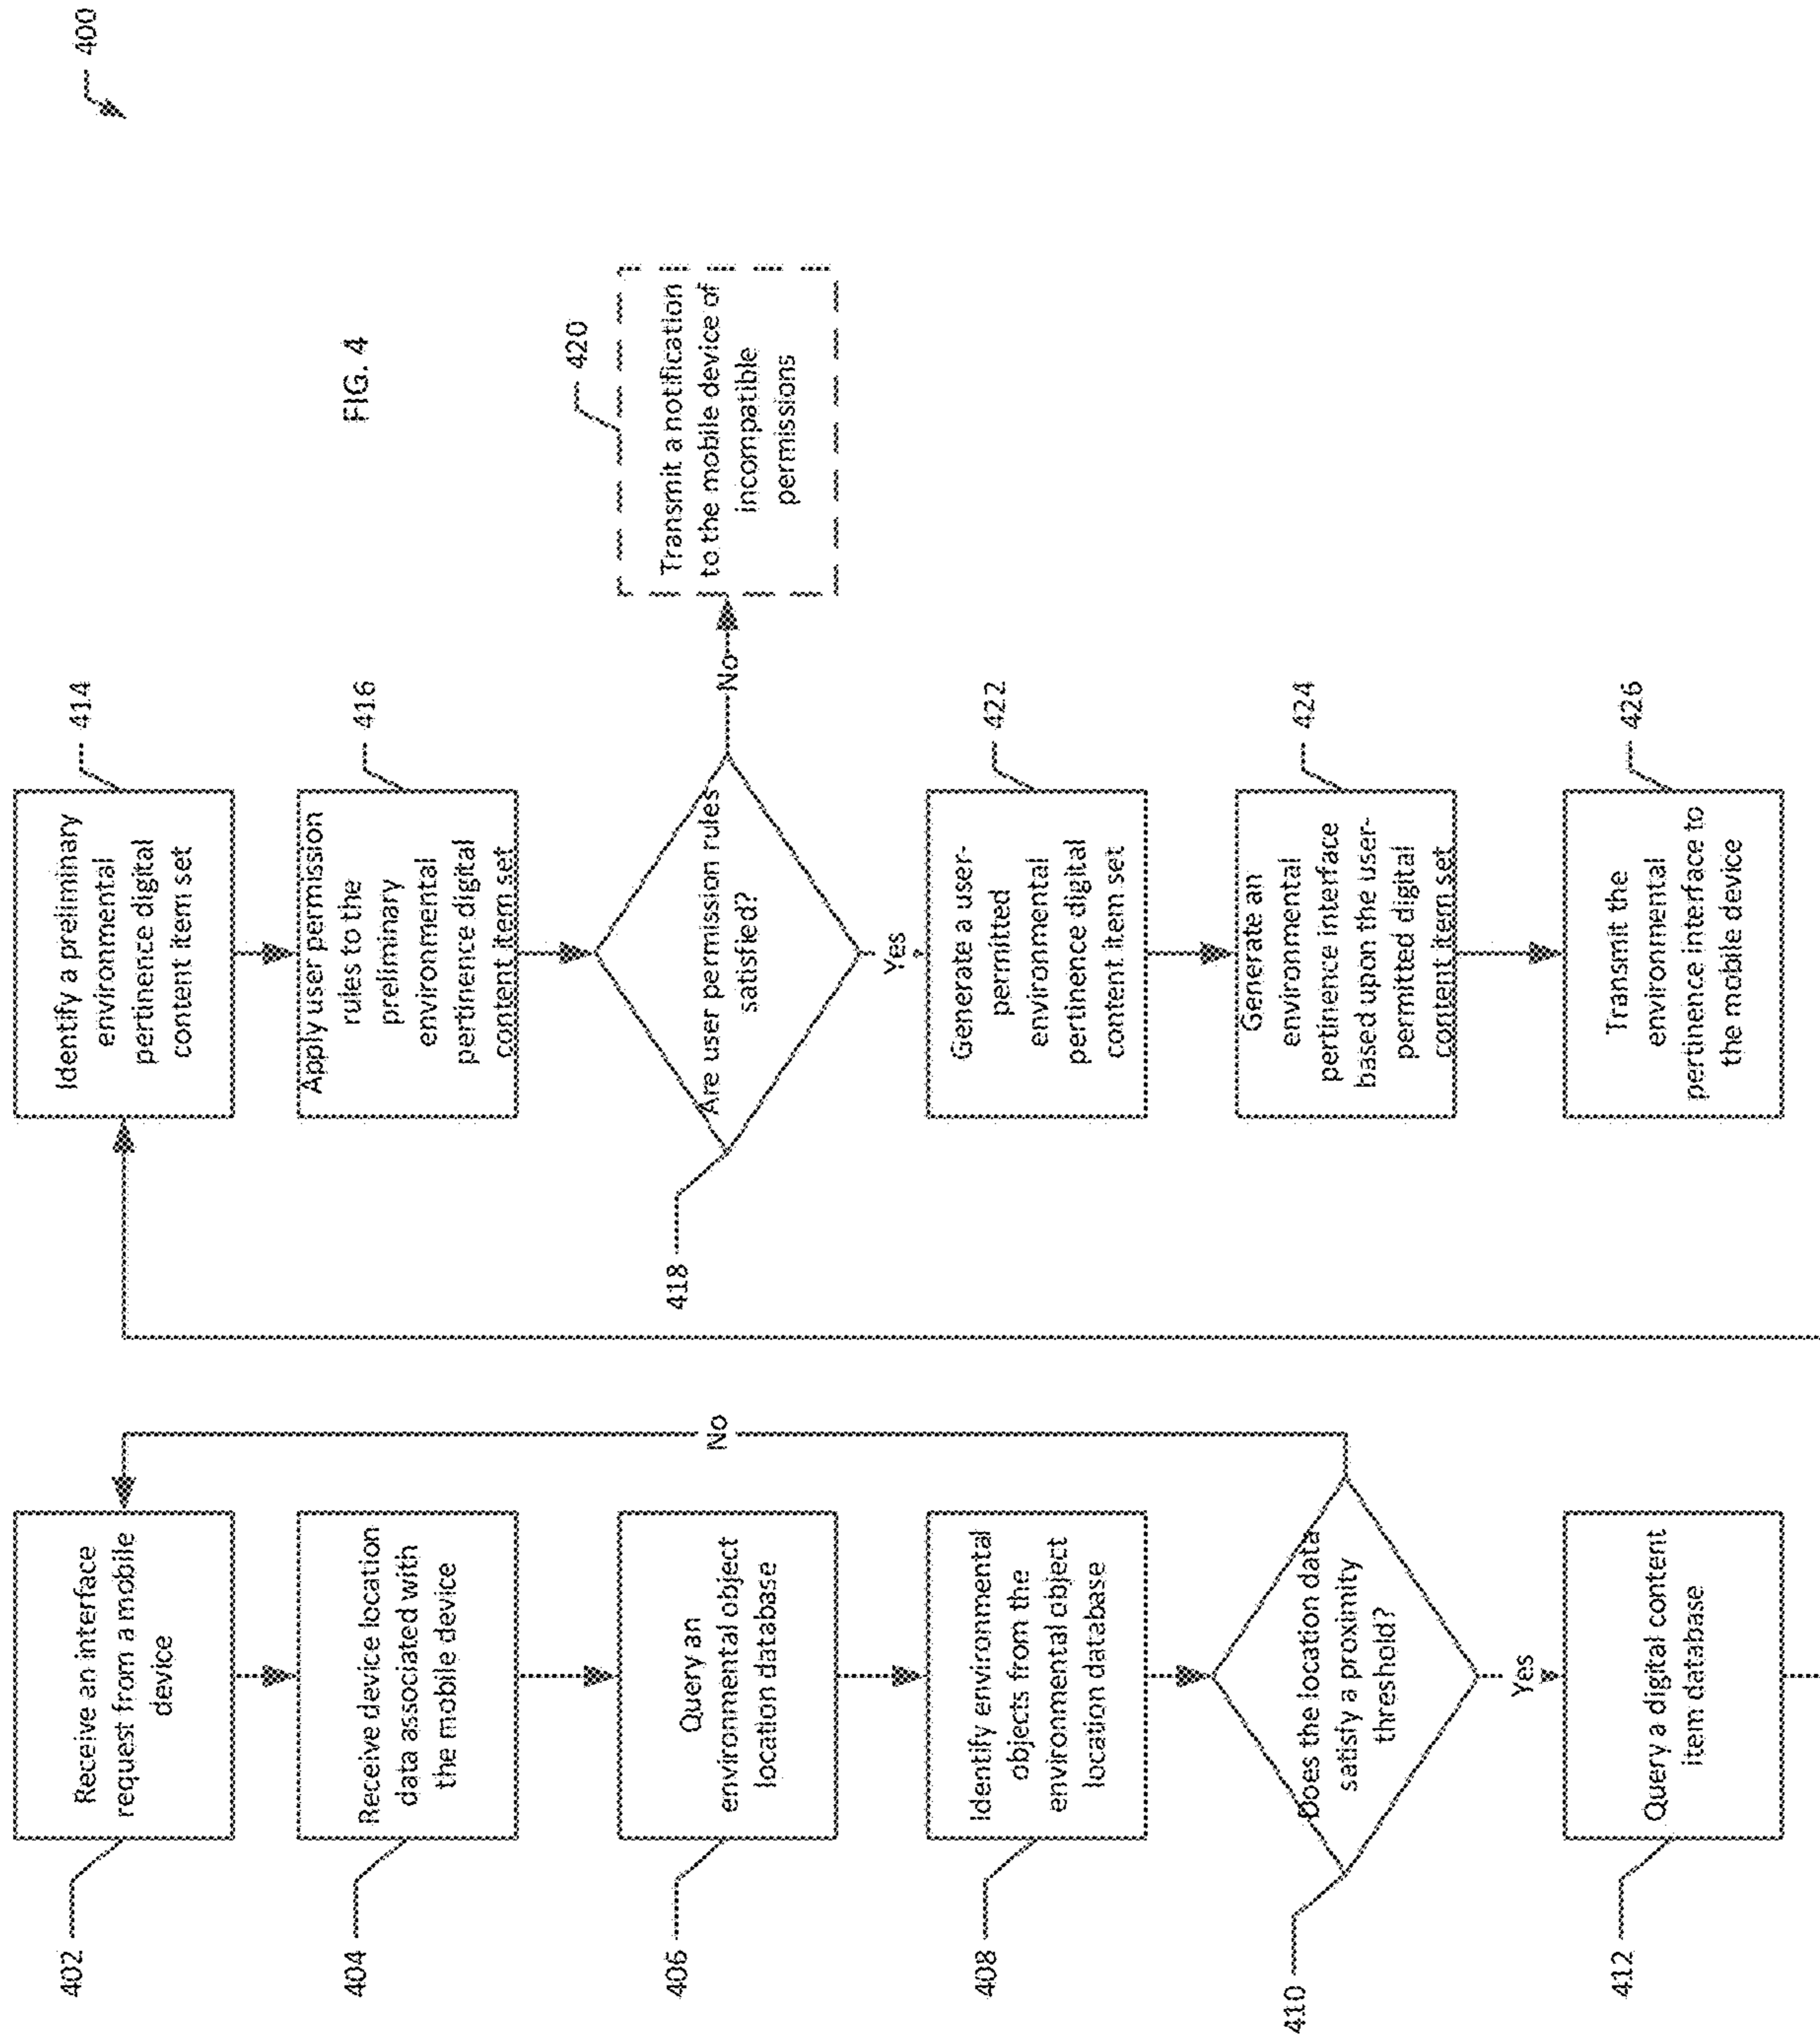 400
402
Receive an interface
request from a mobile
device
404
Receive device location
data associated with
the mobile device
406
Query an
environmental object
location database
408
Identify environmental
objects from the
environmental object
location database
410
Does the location data
satisfy a proximity
threshold?
No
Yes
412
Query a digital content
item database
414
Identify a preliminary
environmental
pertinence digital
content item set
416
Apply user permission
rules to the
preliminary
environmental
pertinence digital
content item set
418
Are user permission rules
satisfied?
No
420
Transmit a notification
to the mobile device of
incompatible
permissions
Yes
422
Generate a user-
permitted
environmental
pertinence digital
content item set
424
Generate an
environmental
pertinence interface
based upon the user-
permitted digital
content item set
426
Transmit the
environmental
pertinence interface to
the mobile device
FIG. 4